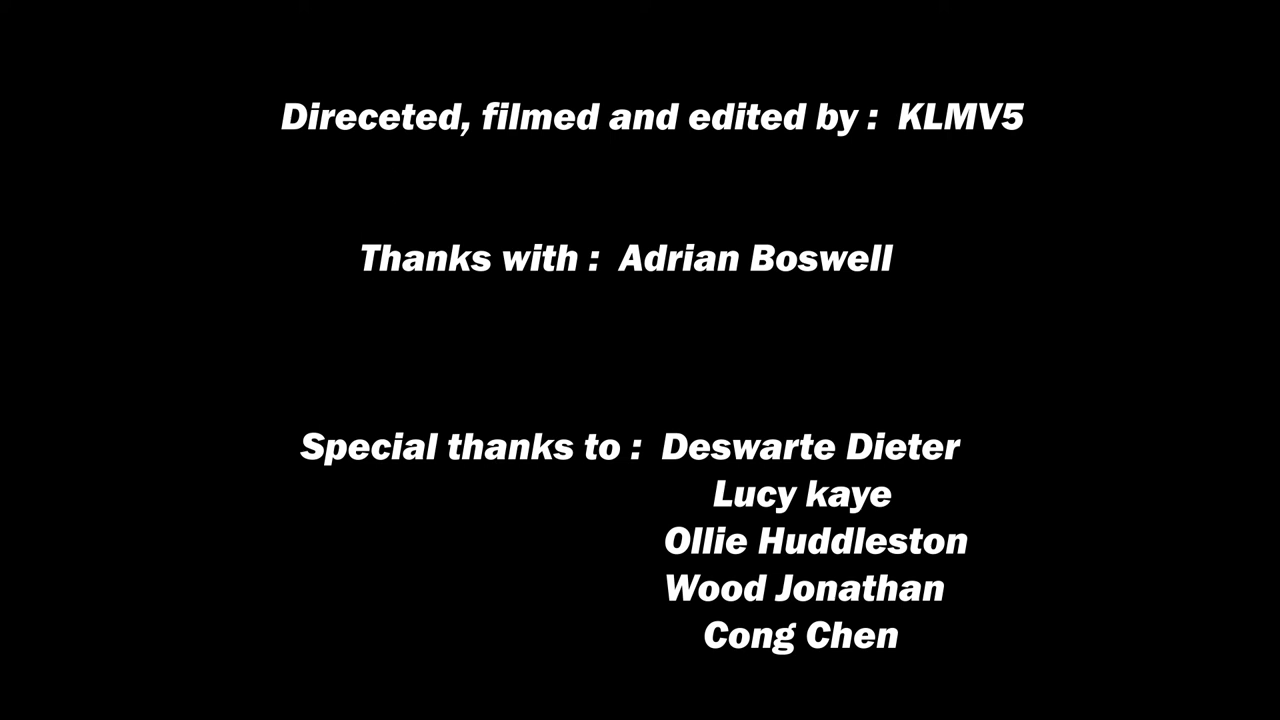 Direceted, filmed and edited by : KLMV5
Thanks with : Adrian Boswell
Special thanks to : Deswarte Dieter
Lucy kaye
Ollie Huddleston
Wood Jonathan
Cong Chen